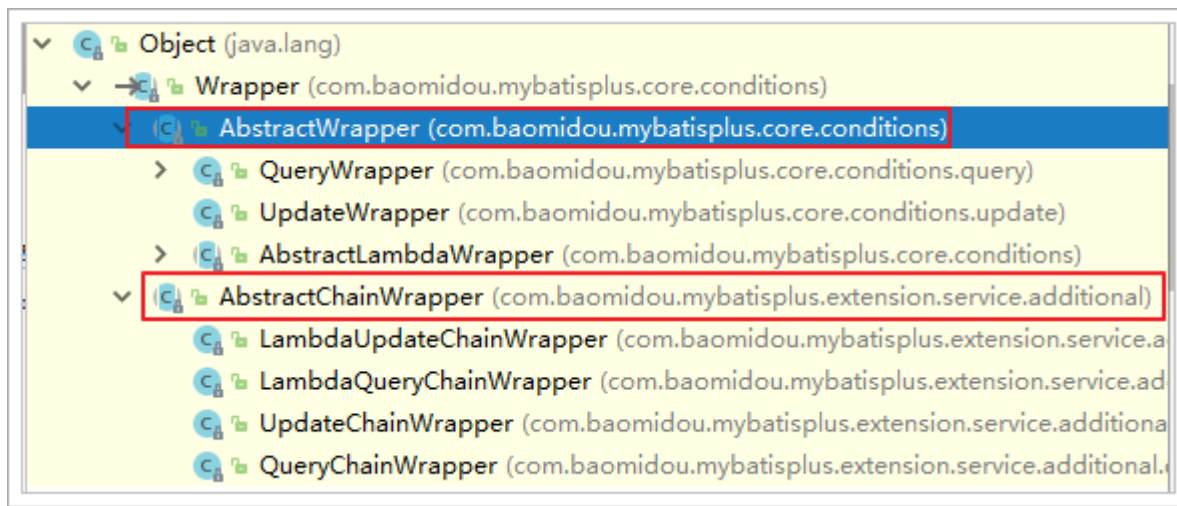 Object (java.lang)
Wrapper (com.baomidou.mybatisplus.core.conditions)
AbstractWrapper (com.baomidou.mybatisplus.core.conditions)
QueryWrapper (com.baomidou.mybatisplus.core.conditions.query)
UpdateWrapper (com.baomidou.mybatisplus.core.conditions.update)
AbstractLambdaWrapper (com.baomidou.mybatisplus.core.conditions)
AbstractChainWrapper (com.baomidou.mybatisplus.extension.service.additional)
LambdaUpdateChainWrapper (com.baomidou.mybatisplus.extension.service.a
LambdaQueryChainWrapper (com.baomidou.mybatisplus.extension.service.ad
UpdateChainWrapper (com.baomidou.mybatisplus.extension.service.additiona
QueryChainWrapper (com.baomidou.mybatisplus.extension.service.additional.